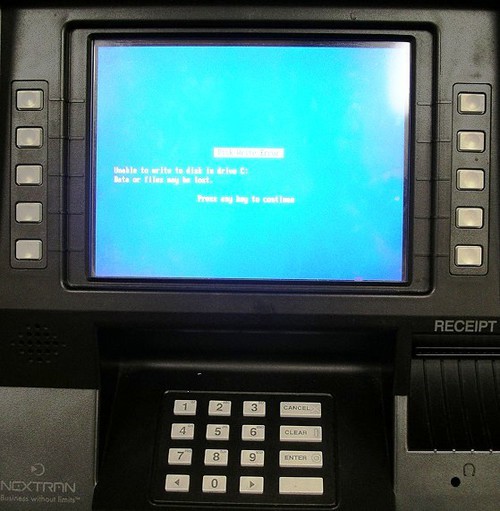 Unable to write to disk in drive C:
Data or files may be lost.
Press any key to continue
RECEIPT
1 2 3 CANCEL
4 5 6 CLEAR
7 8 9 ENTER
0
NEXTRAN
Business without limits™